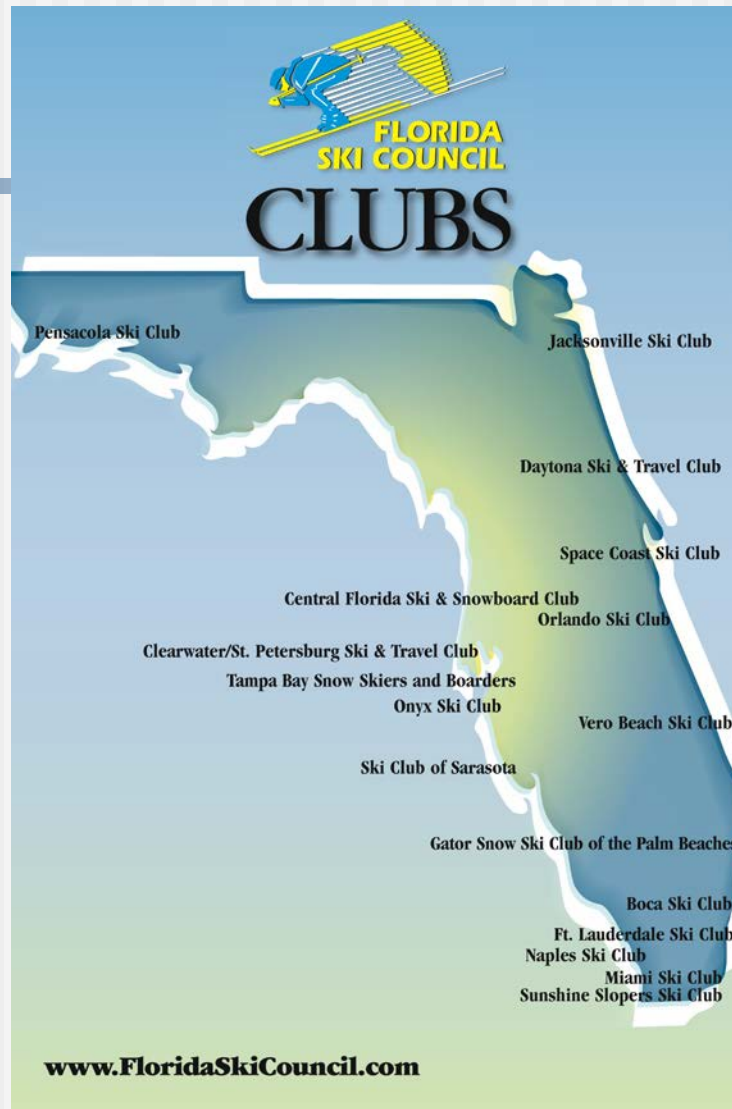 FLORIDA
SKI COUNCIL
CLUBS
Pensacola Ski Club
Jacksonville Ski Club
Daytona Ski & Travel Club
Space Coast Ski Club
Central Florida Ski & Snowboard Club
Orlando Ski Club
Clearwater/St. Petersburg Ski & Travel Club
Tampa Bay Snow Skiers and Boarders
Onyx Ski Club
Vero Beach Ski Club
Ski Club of Sarasota
Gator Snow Ski Club of the Palm Beaches
Boca Ski Club
Ft. Lauderdale Ski Club
Naples Ski Club
Miami Ski Club
Sunshine Slopers Ski Club
www.FloridaSkiCouncil.com